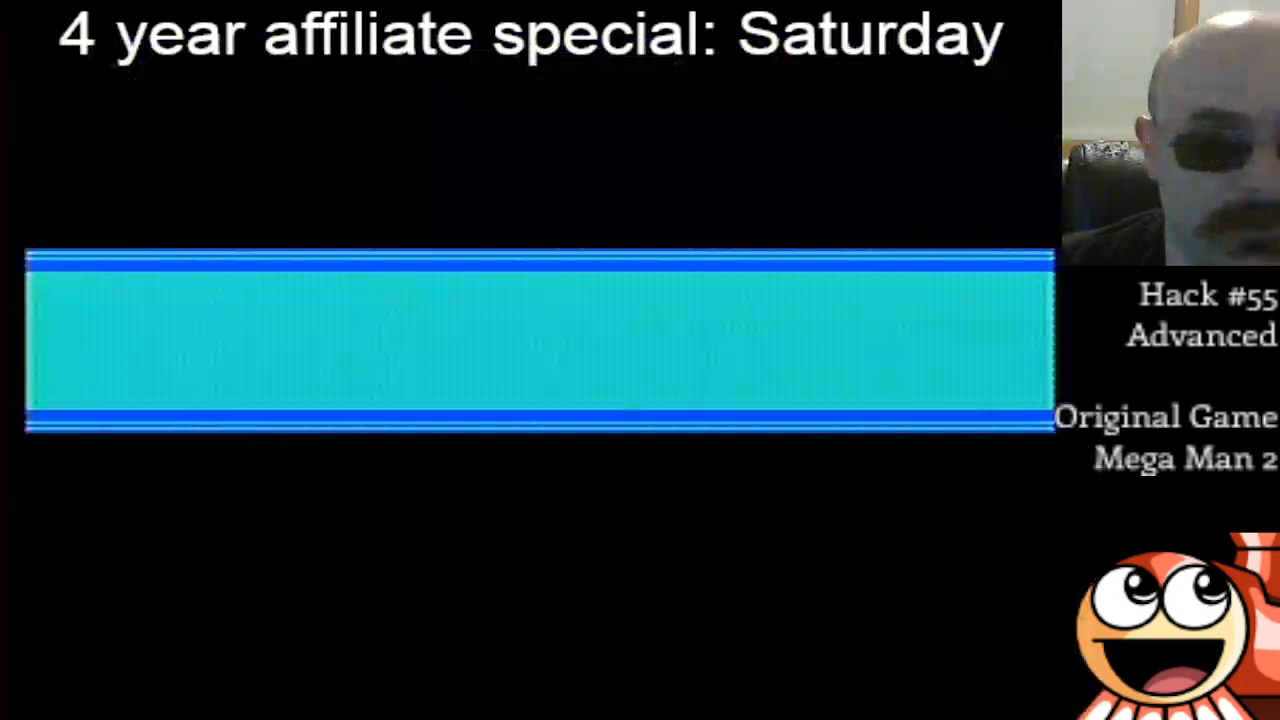 4 year affiliate special: Saturday
Hack #55
Advanced
Original Game
Mega Man 2